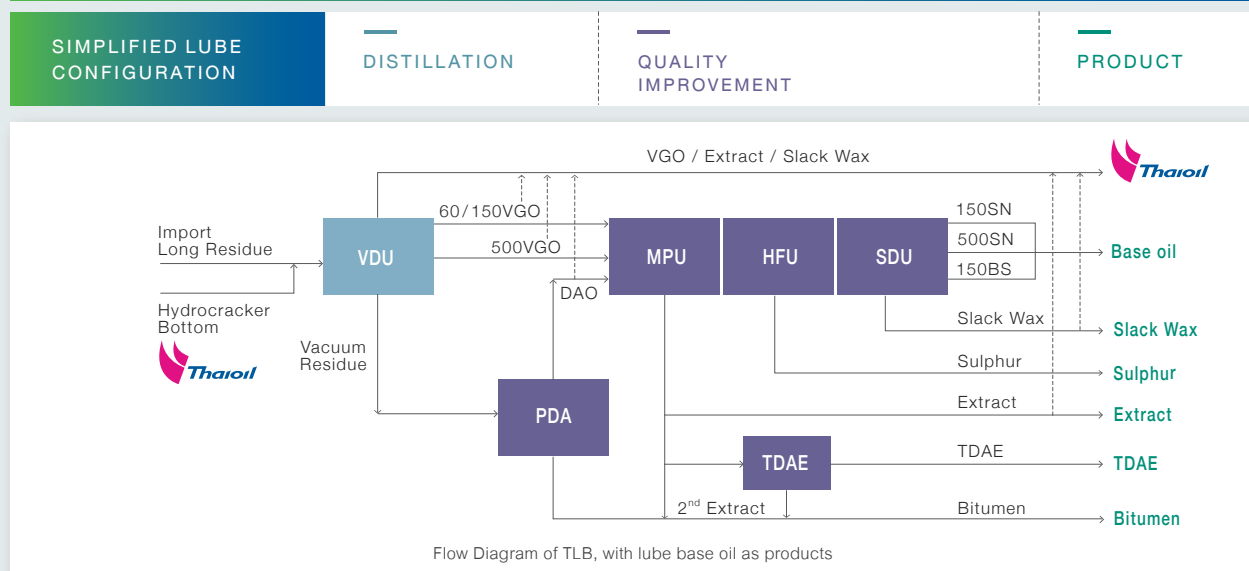 SIMPLIFIED LUBE
CONFIGURATION
DISTILLATION
QUALITY
IMPROVEMENT
PRODUCT
VGO / Extract / Slack Wax
Thaioil
60/150VGO
150SN
Import
Long Residue
VDU
500VGO
MPU
HFU
SDU
500SN
Base oil
150BS
DAO
Hydrocracker
Bottom
Thaioil
Vacuum
Residue
Slack Wax
Slack Wax
Sulphur
Sulphur
PDA
Extract
Extract
TDAE
TDAE
TDAE
2nd Extract
Bitumen
Bitumen
Flow Diagram of TLB, with lube base oil as products